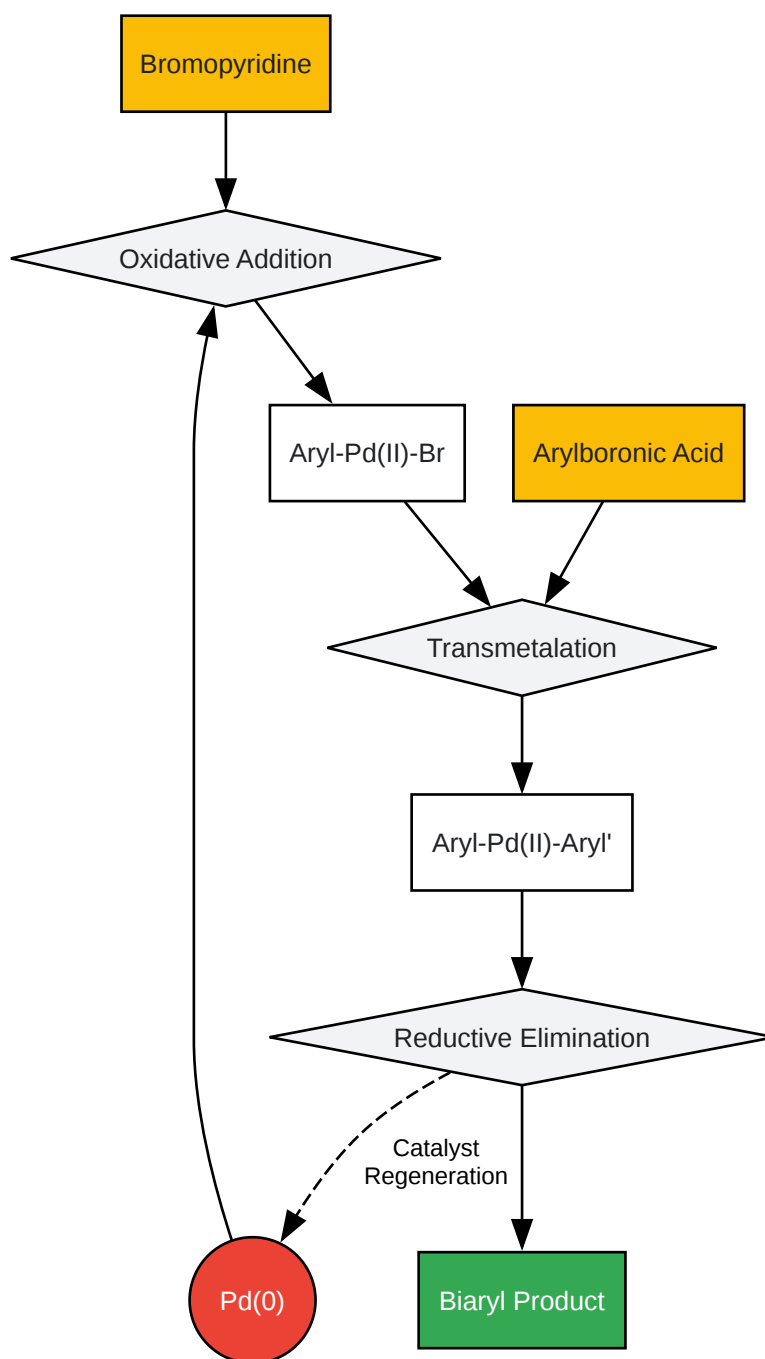 Bromopyridine
Oxidative Addition
Aryl-Pd(II)-Br
Arylboronic Acid
Transmetalation
Aryl-Pd(II)-Aryl'
Reductive Elimination
Catalyst
Regeneration
Pd(0)
Biaryl Product